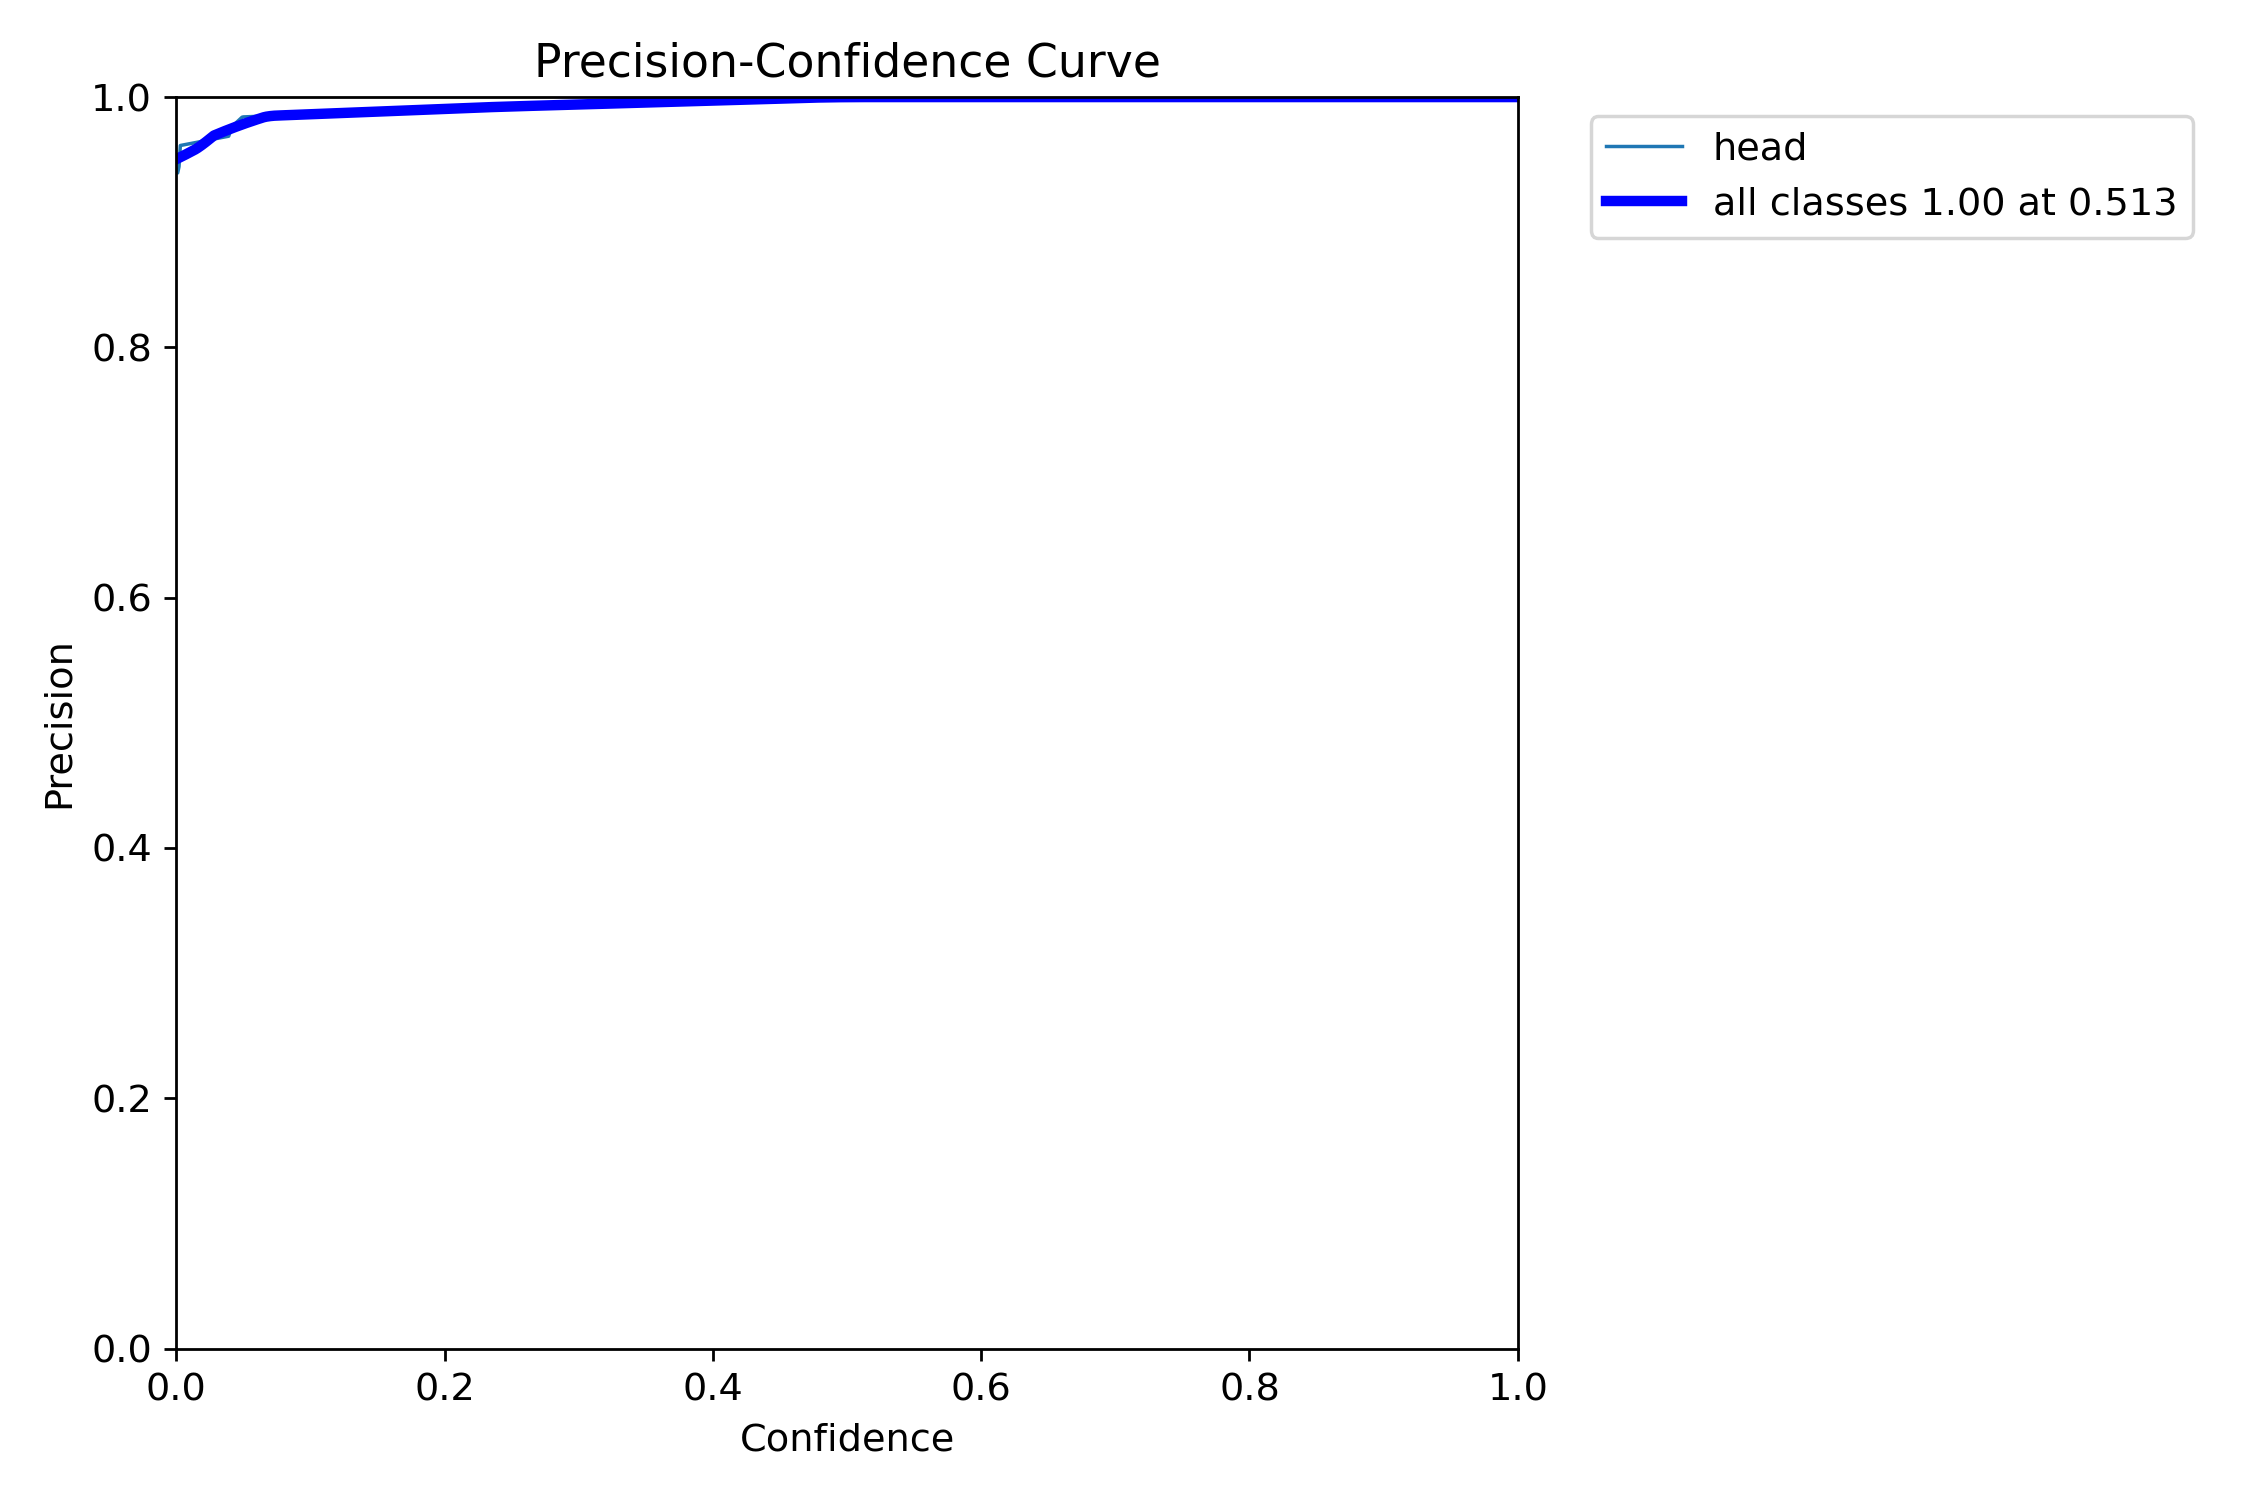 Precision-Confidence Curve
1.0
0.8
0.6
0.4
0.2
0.0
Precision
0.0 0.2 0.4 0.6 0.8 1.0
Confidence
head
all classes 1.00 at 0.513